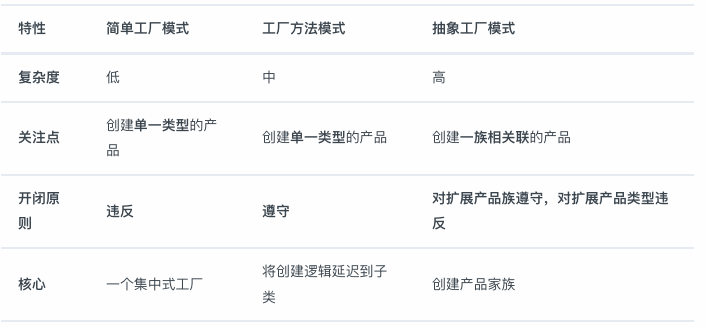 特性 简单工厂模式 工厂方法模式 抽象工厂模式
复杂度 低 中 高
关注点 创建单一类型的产品 创建单一类型的产品 创建一族相关联的产品
开闭原则 违反 遵守 对扩展产品族遵守，对扩展产品类型违反
核心 一个集中式工厂 将创建逻辑延迟到子类 创建产品家族